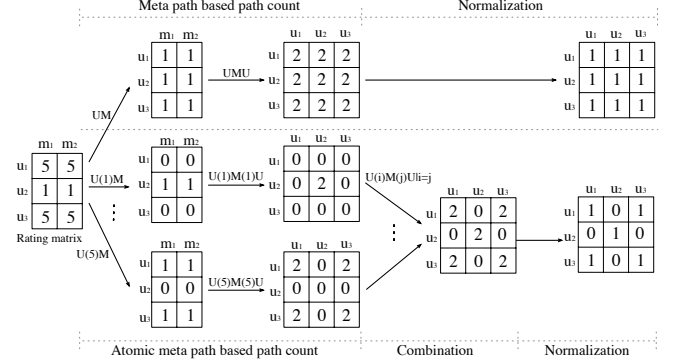 Meta path based path count Normalization
m1 m2 u1 u2 u3 u1 u2 u3
u1 1 1 u1 2 2 2 u1 1 1 1
UMU
u2 1 1 u2 2 2 2 u2 1 1 1
u3 1 1 u3 2 2 2 u3 1 1 1
UM
m1 m2 m1 m2 u1 u2 u3
u1 5 5 u1 0 0 u1 0 0 0
U(1)M U(1)M(1)U U(i)M(j)U|i=j
u2 1 1 u2 1 1 u2 0 2 0
u3 5 5 u3 0 0 u3 0 0 0
Rating matrix
u1 u2 u3 u1 u2 u3
u1 2 0 2 u1 1 0 1
u2 0 2 0 u2 0 1 0
u3 2 0 2 u3 1 0 1
U(5)M
m1 m2 u1 u2 u3
u1 1 1 u1 2 0 2
U(5)M(5)U
u2 0 0 u2 0 0 0
u3 1 1 u3 2 0 2
Atomic meta path based path count Combination Normalization